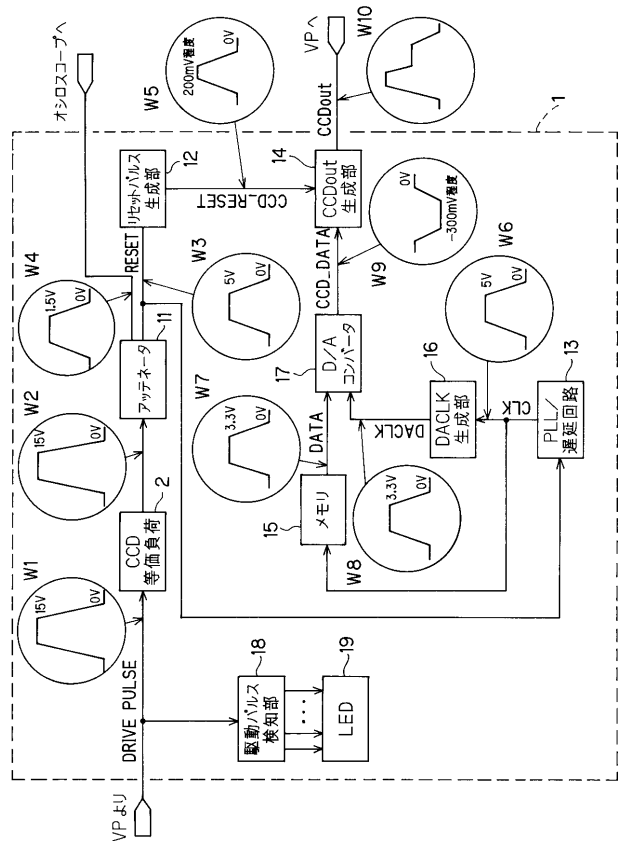 VPより
DRIVE PULSE
W1
15V
0V
CCD
等価負荷
2
W2
15V
0V
アッテネータ
11
W4
1.5V
0V
オシロスコープへ
RESET
W3
5V
0V
リセットパルス
生成部
12
W5
200mV程度
0V
CCD_RESET
CCDout
生成部
14
CCDout
VPへ
W10
駆動パルス
検知部
18
・・・
LED
19
メモリ
15
W7
3.3V
DATA
W8
3.3V
D/A
コンバータ
17
CCD_DATA
W9
0V
-300mV程度
DACLK
DACLK
生成部
16
W6
5V
0V
CLK
PLL/
遅延回路
13
1